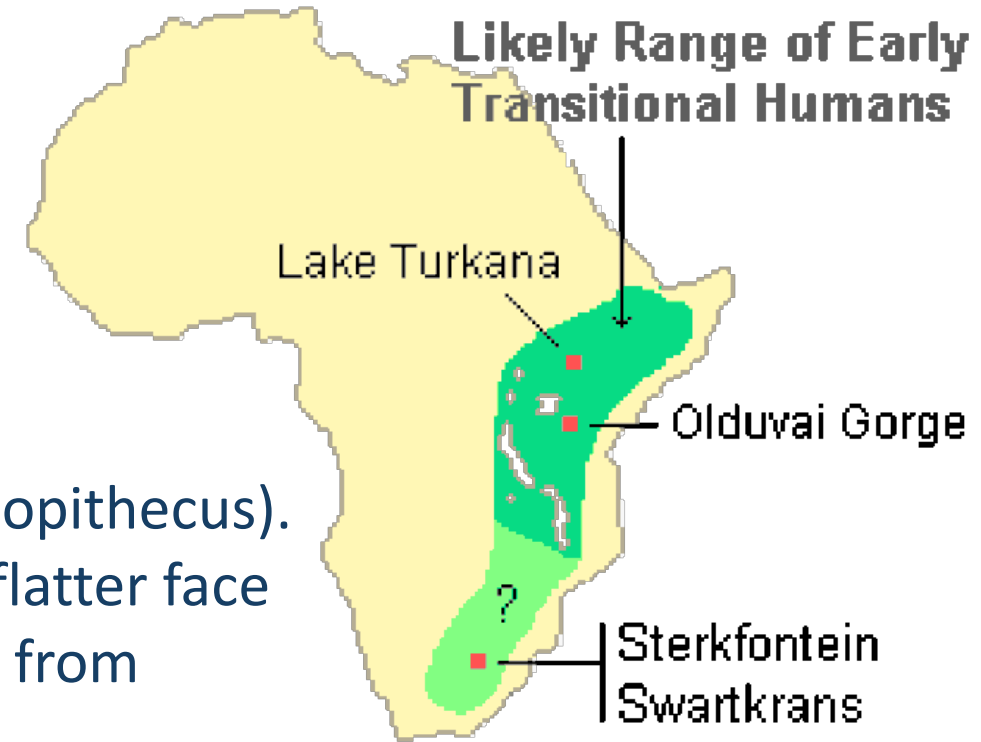 Likely Range of Early
Transitional Humans
Lake Turkana
Olduvai Gorge
opithecus).
flatter face
from
?
Sterkfontein
Swartkrans